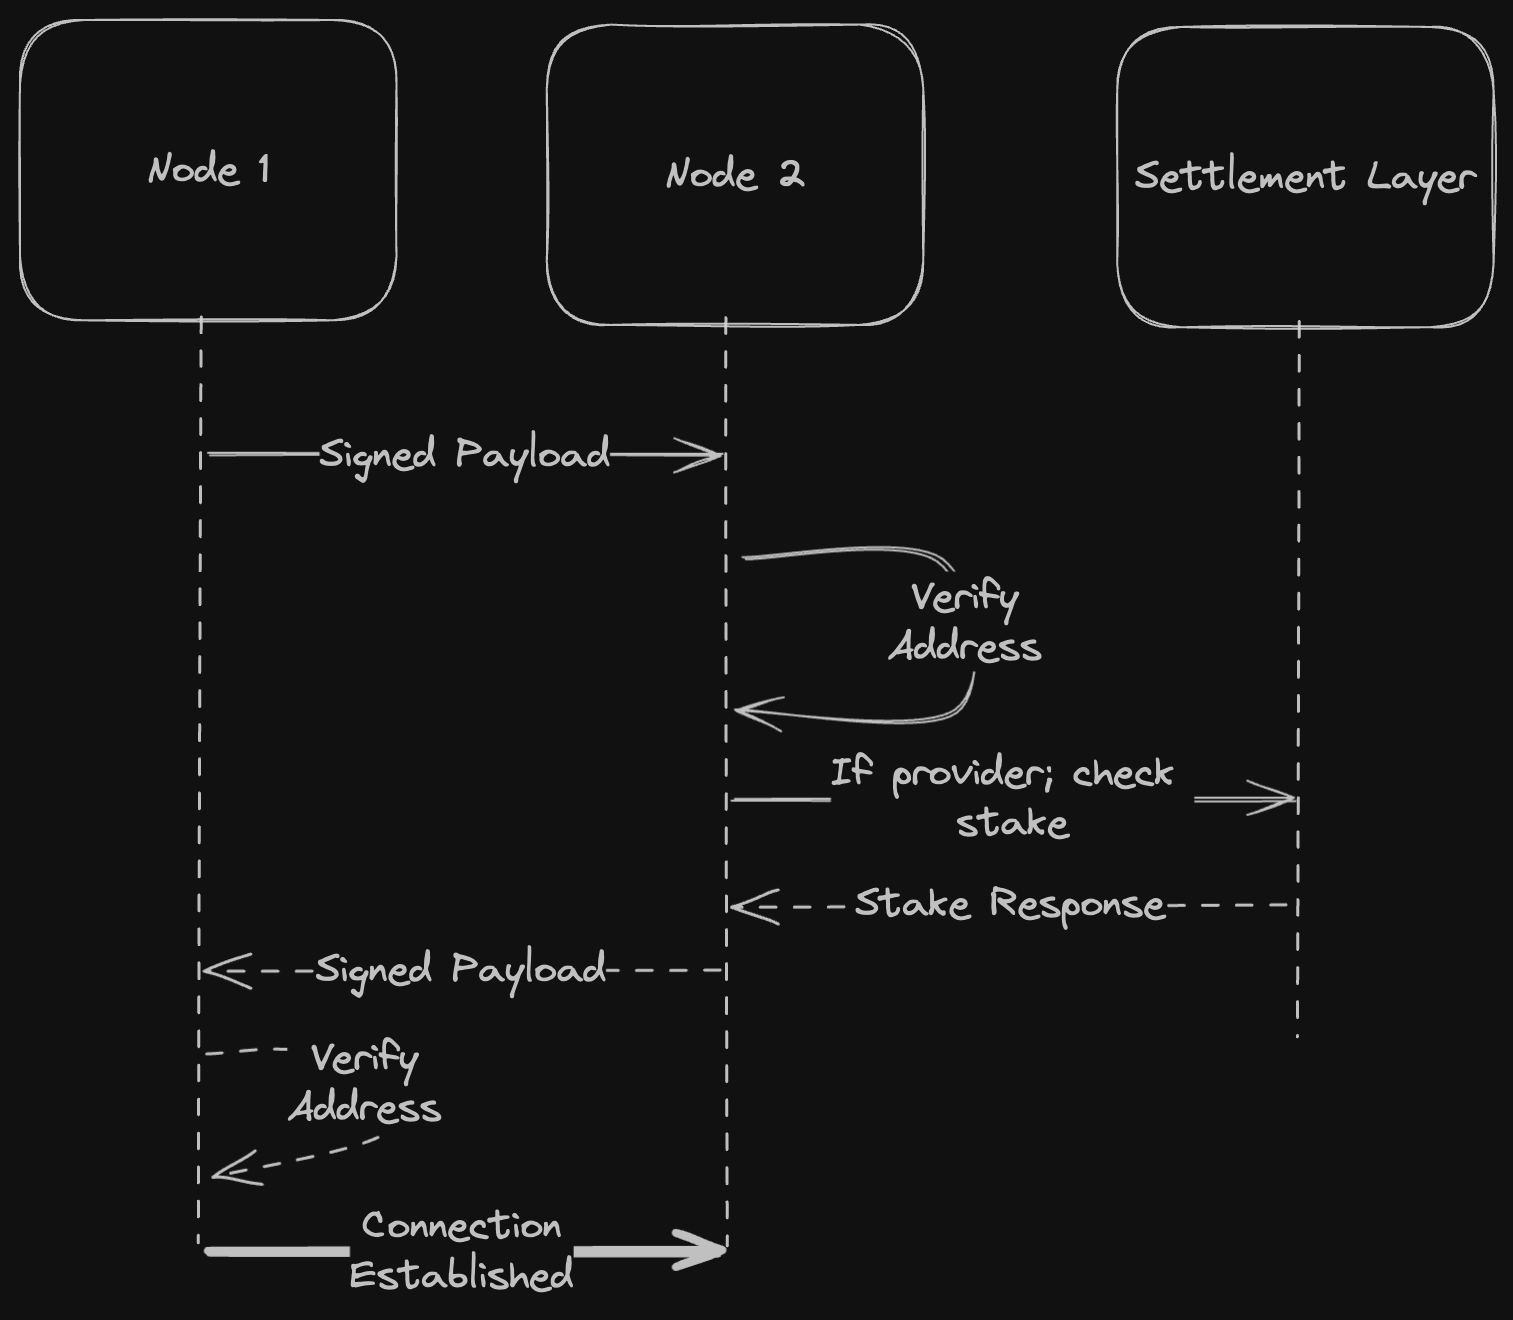 Node 1
Node 2
Settlement Layer
Signed Payload
Verify
Address
If provider; check
stake
Stake Response
Signed Payload
Verify
Address
Connection
Established